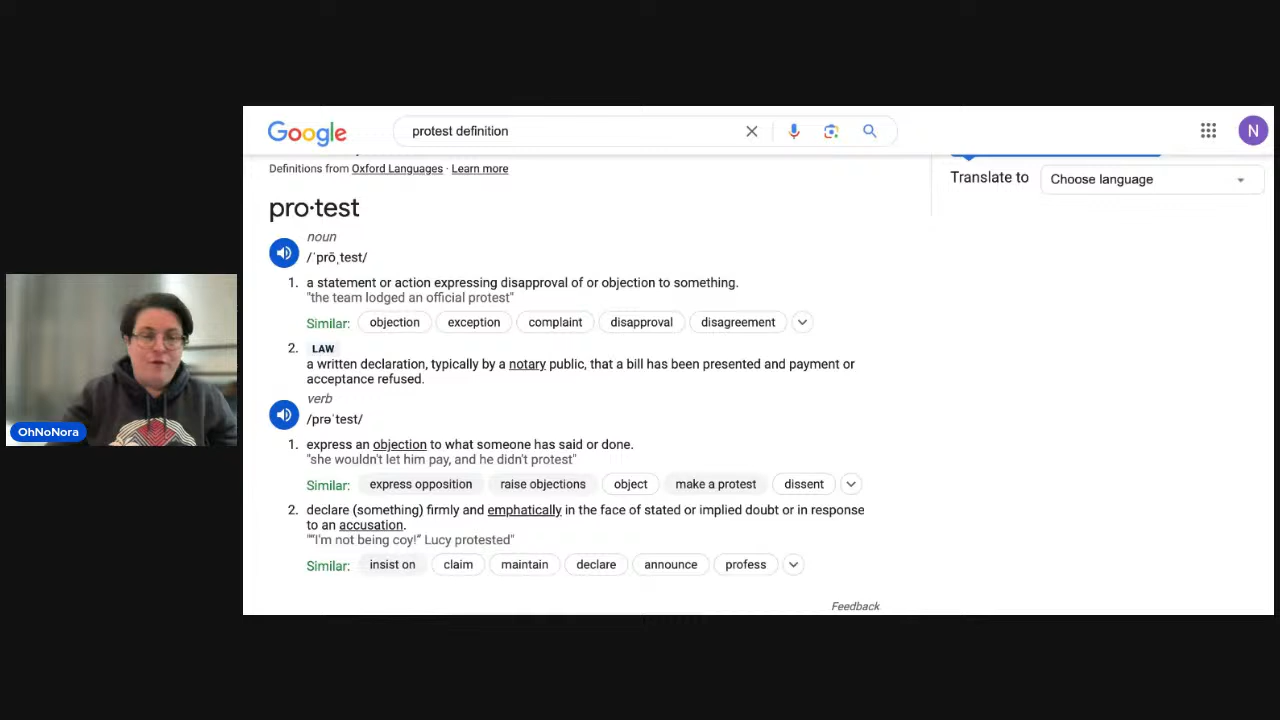 Google
protest definition
N
Definitions from Oxford Languages · Learn more
Translate to
Choose language
pro·test
noun
/ˈprōˌtest/
1. a statement or action expressing disapproval of or objection to something.
"the team lodged an official protest"
Similar: objection exception complaint disapproval disagreement
2. LAW
a written declaration, typically by a notary public, that a bill has been presented and payment or
acceptance refused.
verb
/prəˈtest/
1. express an objection to what someone has said or done.
"she wouldn't let him pay, and he didn't protest"
Similar: express opposition raise objections object make a protest dissent
2. declare (something) firmly and emphatically in the face of stated or implied doubt or in response
to an accusation.
"“I'm not being coy!” Lucy protested"
Similar: insist on claim maintain declare announce profess
Feedback
OhNoNora